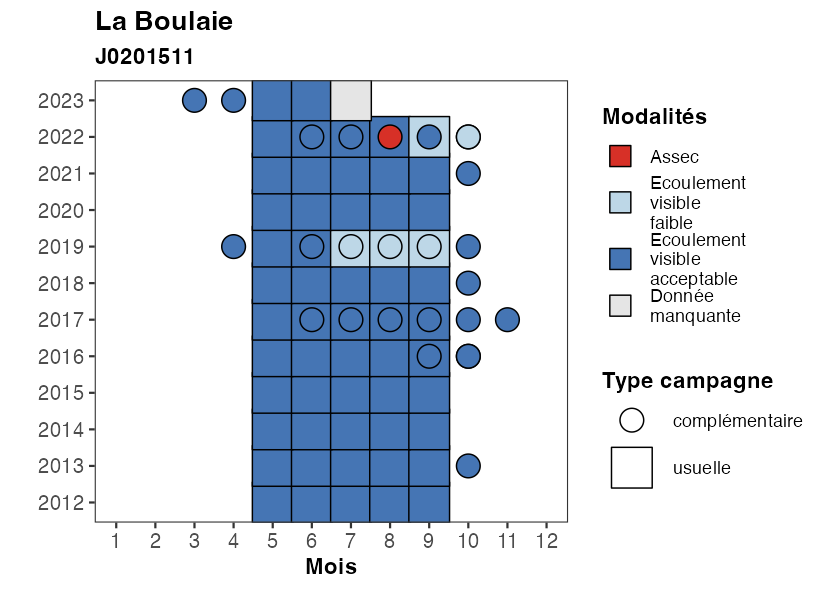 La Boulaie
J0201511
2023
2022
2021
2020
2019
2018
2017
2016
2015
2014
2013
2012
1 2 3 4 5 6 7 8 9 10 11 12
Mois
Modalités
Assec
Ecoulement
visible
faible
Ecoulement
visible
acceptable
Donnée
manquante
Type campagne
complémentaire
usuelle